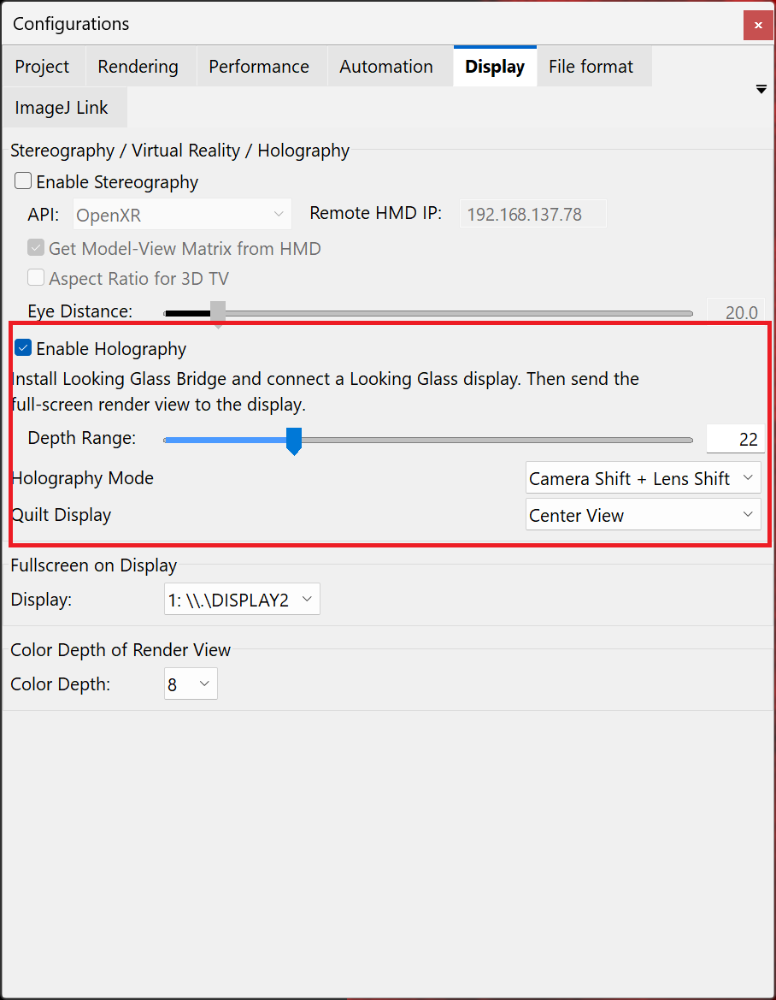 Configurations
Project Rendering Performance Automation Display File format
ImageJ Link
Stereography / Virtual Reality / Holography
Enable Stereography
API: OpenXR Remote HMD IP: 192.168.137.78
Get Model-View Matrix from HMD
Aspect Ratio for 3D TV
Eye Distance: 20.0
Enable Holography
Install Looking Glass Bridge and connect a Looking Glass display. Then send the
full-screen render view to the display.
Depth Range: 22
Holography Mode Camera Shift + Lens Shift
Quilt Display Center View
Fullscreen on Display
Display: 1: \\.\DISPLAY2
Color Depth of Render View
Color Depth: 8